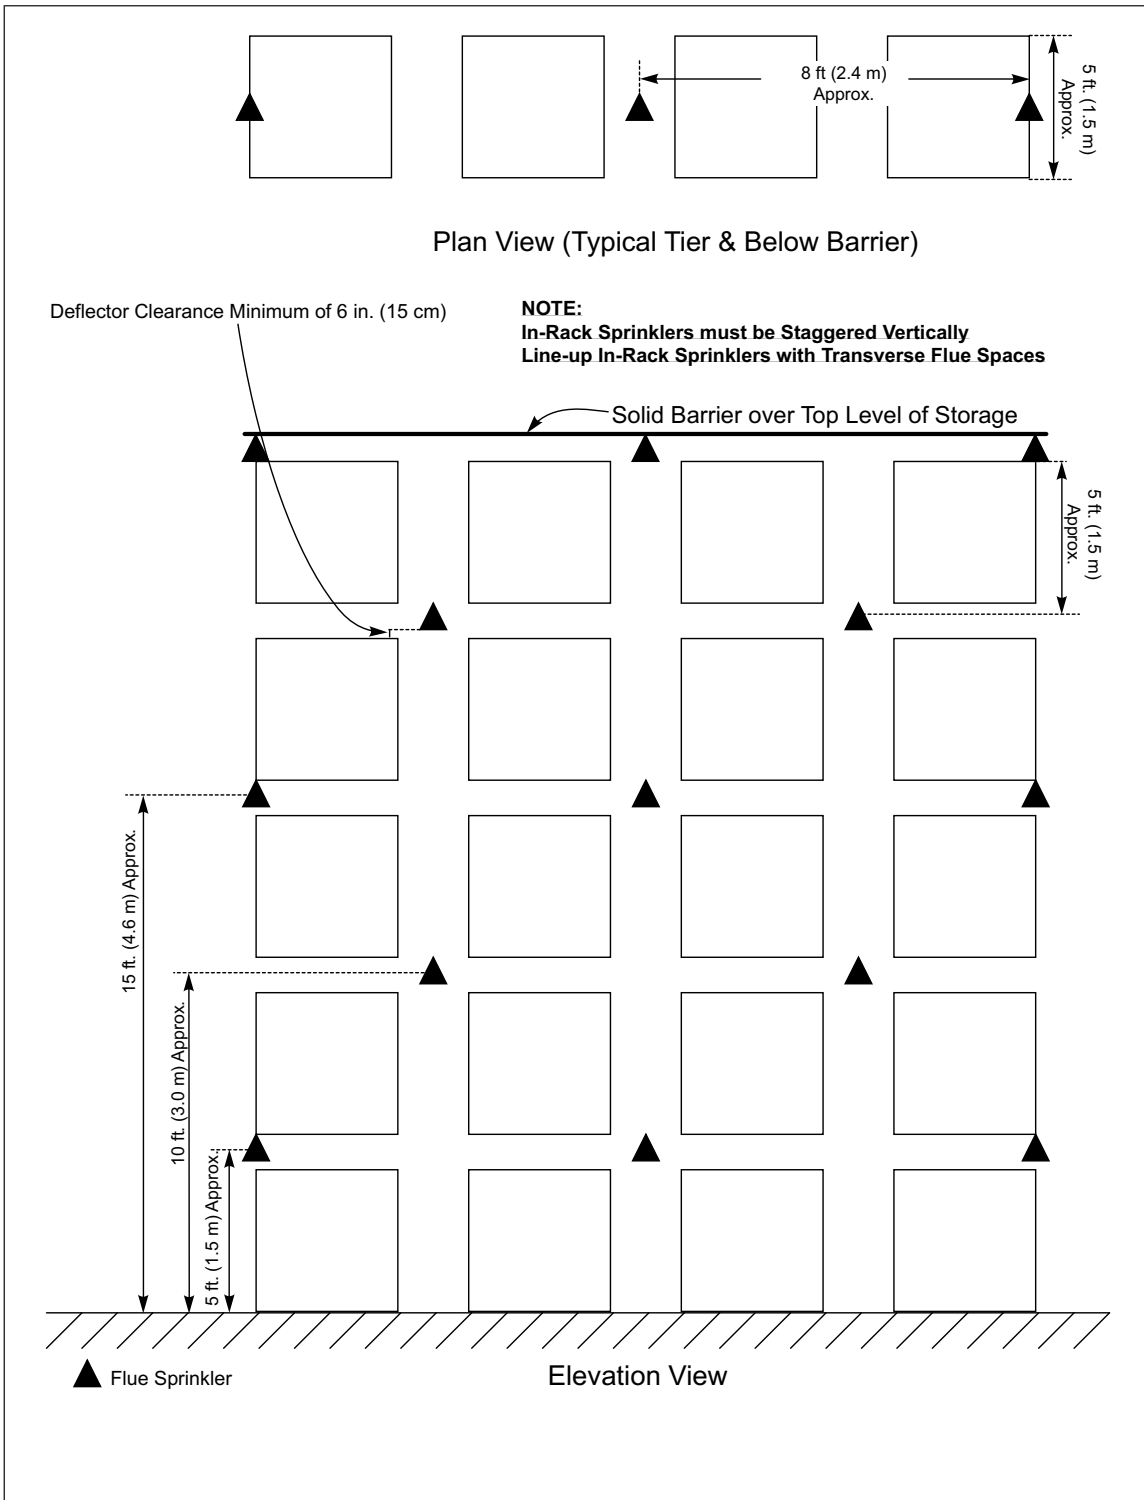 8 ft (2.4 m)
Approx.
5 ft. (1.5 m)
Approx.
Plan View (Typical Tier & Below Barrier)
Deflector Clearance Minimum of 6 in. (15 cm)
NOTE:
In-Rack Sprinklers must be Staggered Vertically
Line-up In-Rack Sprinklers with Transverse Flue Spaces
Solid Barrier over Top Level of Storage
5 ft. (1.5 m)
Approx.
15 ft. (4.6 m) Approx.
10 ft. (3.0 m) Approx.
5 ft. (1.5 m) Approx.
Flue Sprinkler
Elevation View